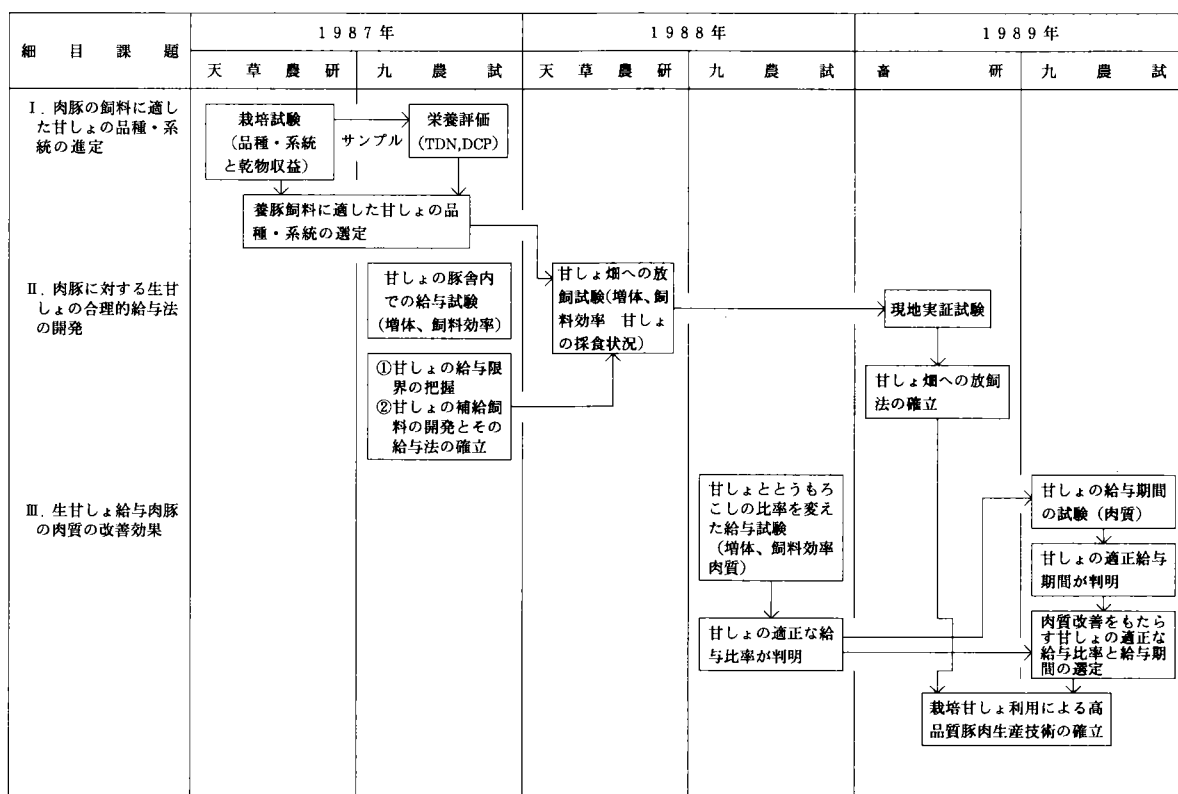 細目課題
1987年
1988年
1989年
天草農研
九農試
天草農研
九農試
畜研
九農試
Ⅰ．肉豚の飼料に適し
た甘しょの品種・系
統の進定
栽培試験
(品種・系統
と乾物収益)
サンプル
栄養評価
(TDN,DCP)
養豚飼料に適した甘しょの品
種・系統の選定
Ⅱ．肉豚に対する生甘
しょの合理的給与法
の開発
甘しょの豚舎内
での給与試験
(増体、飼料効率)
①甘しょの給与限
界の把握
②甘しょの補給飼
料の開発とその
給与法の確立
甘しょ畑への放
飼試験(増体、飼
料効率 甘しょ
の採食状況)
現地実証試験
甘しょ畑への放飼
法の確立
Ⅲ．生甘しょ給与肉豚
の肉質の改善効果
甘しょととうもろ
こしの比率を変え
た給与試験
(増体、飼料効率
肉質)
甘しょの適正な給
与比率が判明
甘しょの給与期間
の試験（肉質）
甘しょの適正給与
期間が判明
肉質改善をもたら
す甘しょの適正な
給与比率と給与期
間の選定
栽培甘しょ利用による高
品質豚肉生産技術の確立